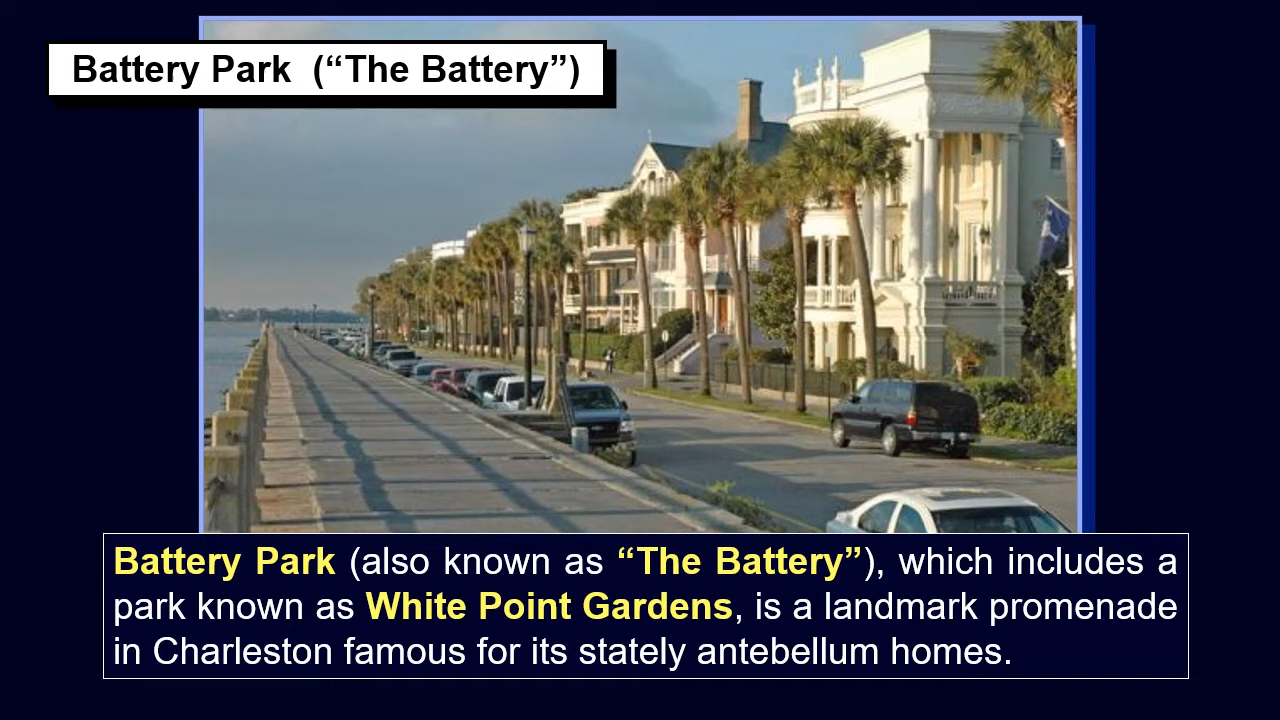 Battery Park (“The Battery”)
Battery Park (also known as “The Battery”), which includes a
park known as White Point Gardens, is a landmark promenade
in Charleston famous for its stately antebellum homes.